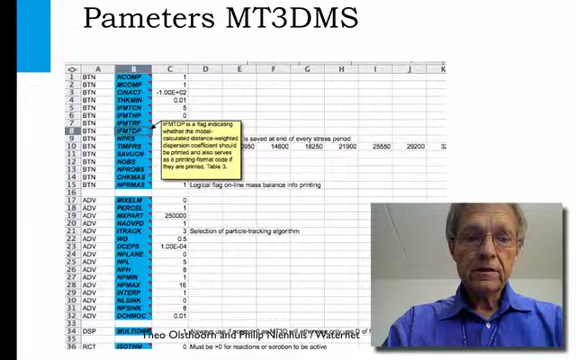 Pameters MT3DMS
A B C D E F G H I J K
1 BTN NCOMP 1
2 BTN MCOMP 1
3 BTN CINACT -1.00E+02
4 BTN THKMIN 0.01
5 BTN IFMTCN 5
6 BTN IFMTNP 0
7 BTN IFMTRF
8 BTN IFMTDP
IFMTDP is a flag indicating
whether the model-
calculated distance-weighted
dispersion coefficient should
be printed and also serves
as a printing-format code if
they are printed. Table 3.
9 BTN NPRS is saved at end of every stress period
10 BTN TIMPRS 14600 18250 21900 25550 29200
11 BTN SAVUCN
12 BTN NOBS
13 BTN NPROBS
14 BTN CHKMAS
15 BTN NPRMAS 1 Logical flag on-line mass balance info printing
16
17 ADV MIXELM 0
18 ADV PERCEL 1
19 ADV MXPART 250000
20 ADV NADVFD 1
21 ADV ITRACK 3 Selection of particle-tracking algorithm
22 ADV WD 0.5
23 ADV DCEPS 1.00E-04
24 ADV NPLANE 0
25 ADV NPL 5
26 ADV NPH 8
27 ADV NPMIN 1
28 ADV NPMAX 16
29 ADV INTERP 1
30 ADV NLSINK 0
31 ADV NPSINK 8
32 ADV DCHMOC 0.01
34 DSP
Theo Olsthoorn and Philip Nienhuis / Waternet
36 RCT ISOTHM 0 Must be >0 for reactions or sorption to be active